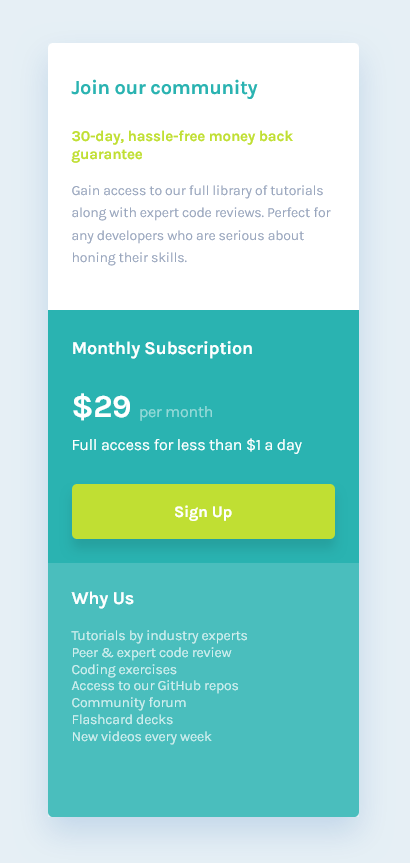 Join our community
30-day, hassle-free money back
guarantee
Gain access to our full library of tutorials
along with expert code reviews. Perfect for
any developers who are serious about
honing their skills.
Monthly Subscription
$29 per month
Full access for less than $1 a day
Sign Up
Why Us
Tutorials by industry experts
Peer & expert code review
Coding exercises
Access to our GitHub repos
Community forum
Flashcard decks
New videos every week